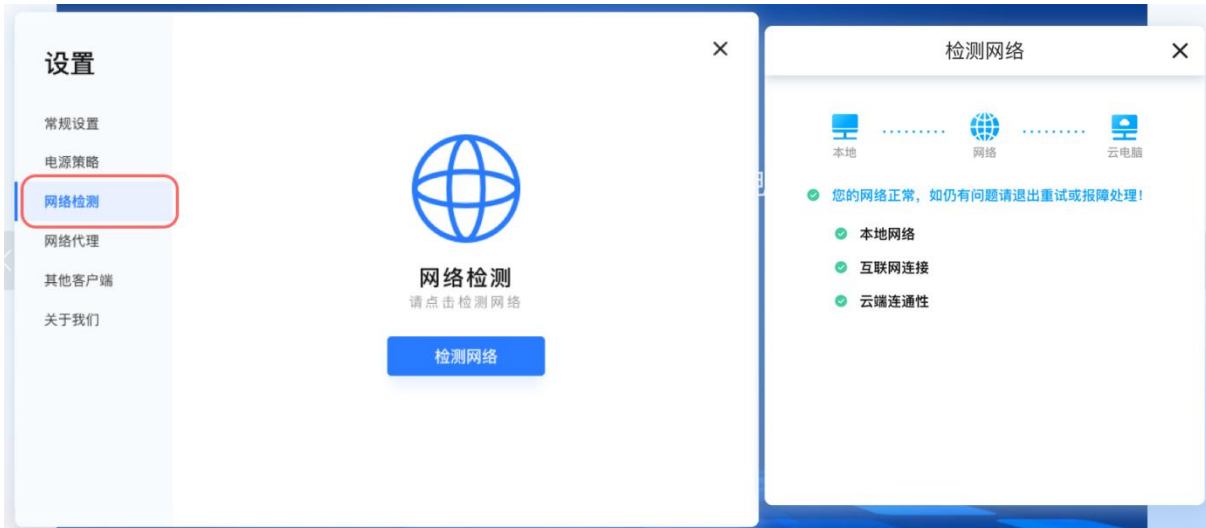 设置
常规设置
电源策略
网络检测
网络代理
其他客户端
关于我们
网络检测
请点击检测网络
检测网络
检测网络
本地
网络
云电脑
您的网络正常，如仍有问题请退出重试或报障处理！
本地网络
互联网连接
云端连通性